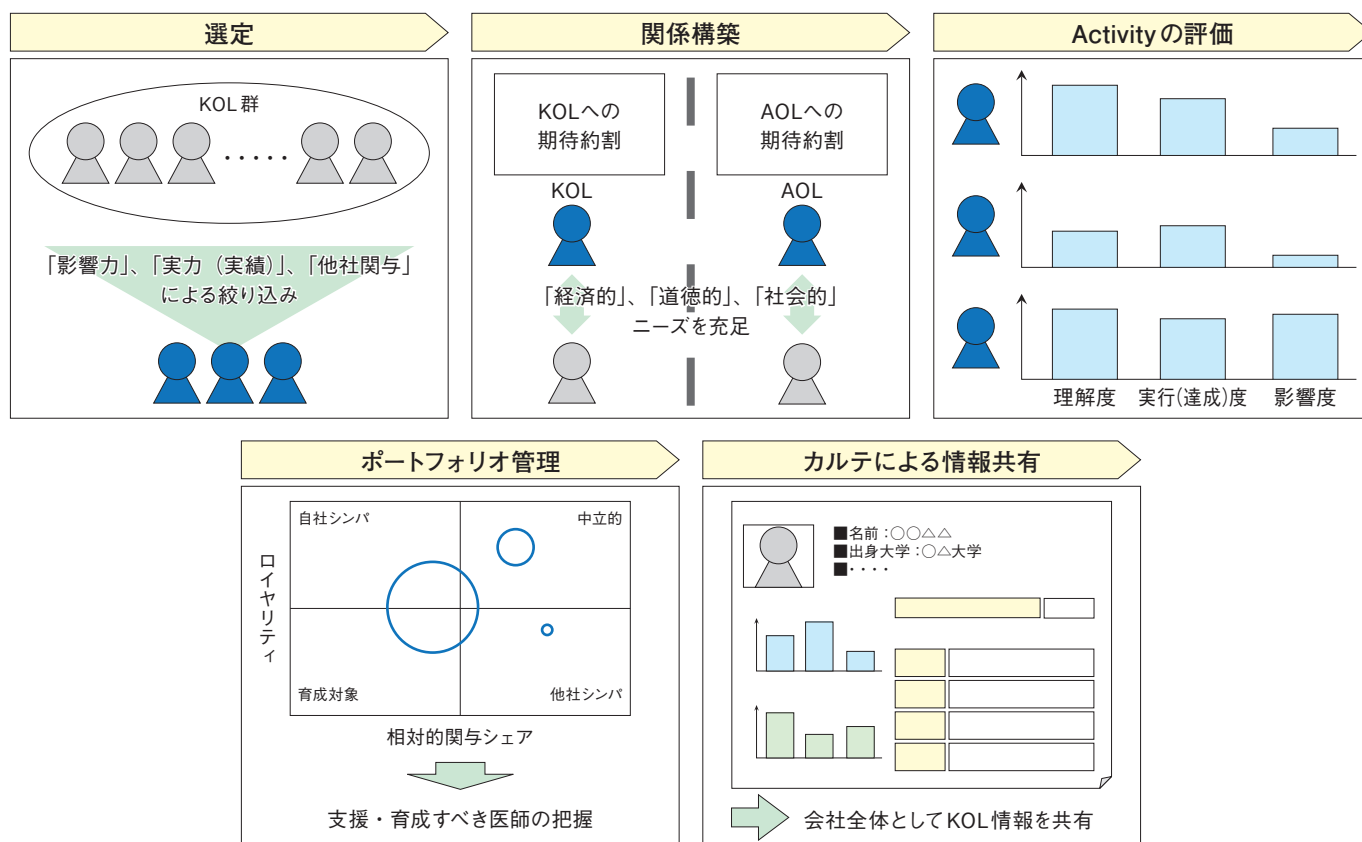 選定
KOL群
・・・・・
「影響力」、「実力（実績）」、「他社関与」
による絞り込み
関係構築
KOLへの
期待約割
AOLへの
期待約割
KOL
AOL
「経済的」、「道徳的」、「社会的」
ニーズを充足
Activityの評価
理解度
実行(達成)度
影響度
ポートフォリオ管理
自社シンパ
中立的
ロイヤリティ
育成対象
他社シンパ
相対的関与シェア
支援・育成すべき医師の把握
カルテによる情報共有
■名前：○○△△
■出身大学：○△大学
■・・・・
会社全体としてKOL情報を共有